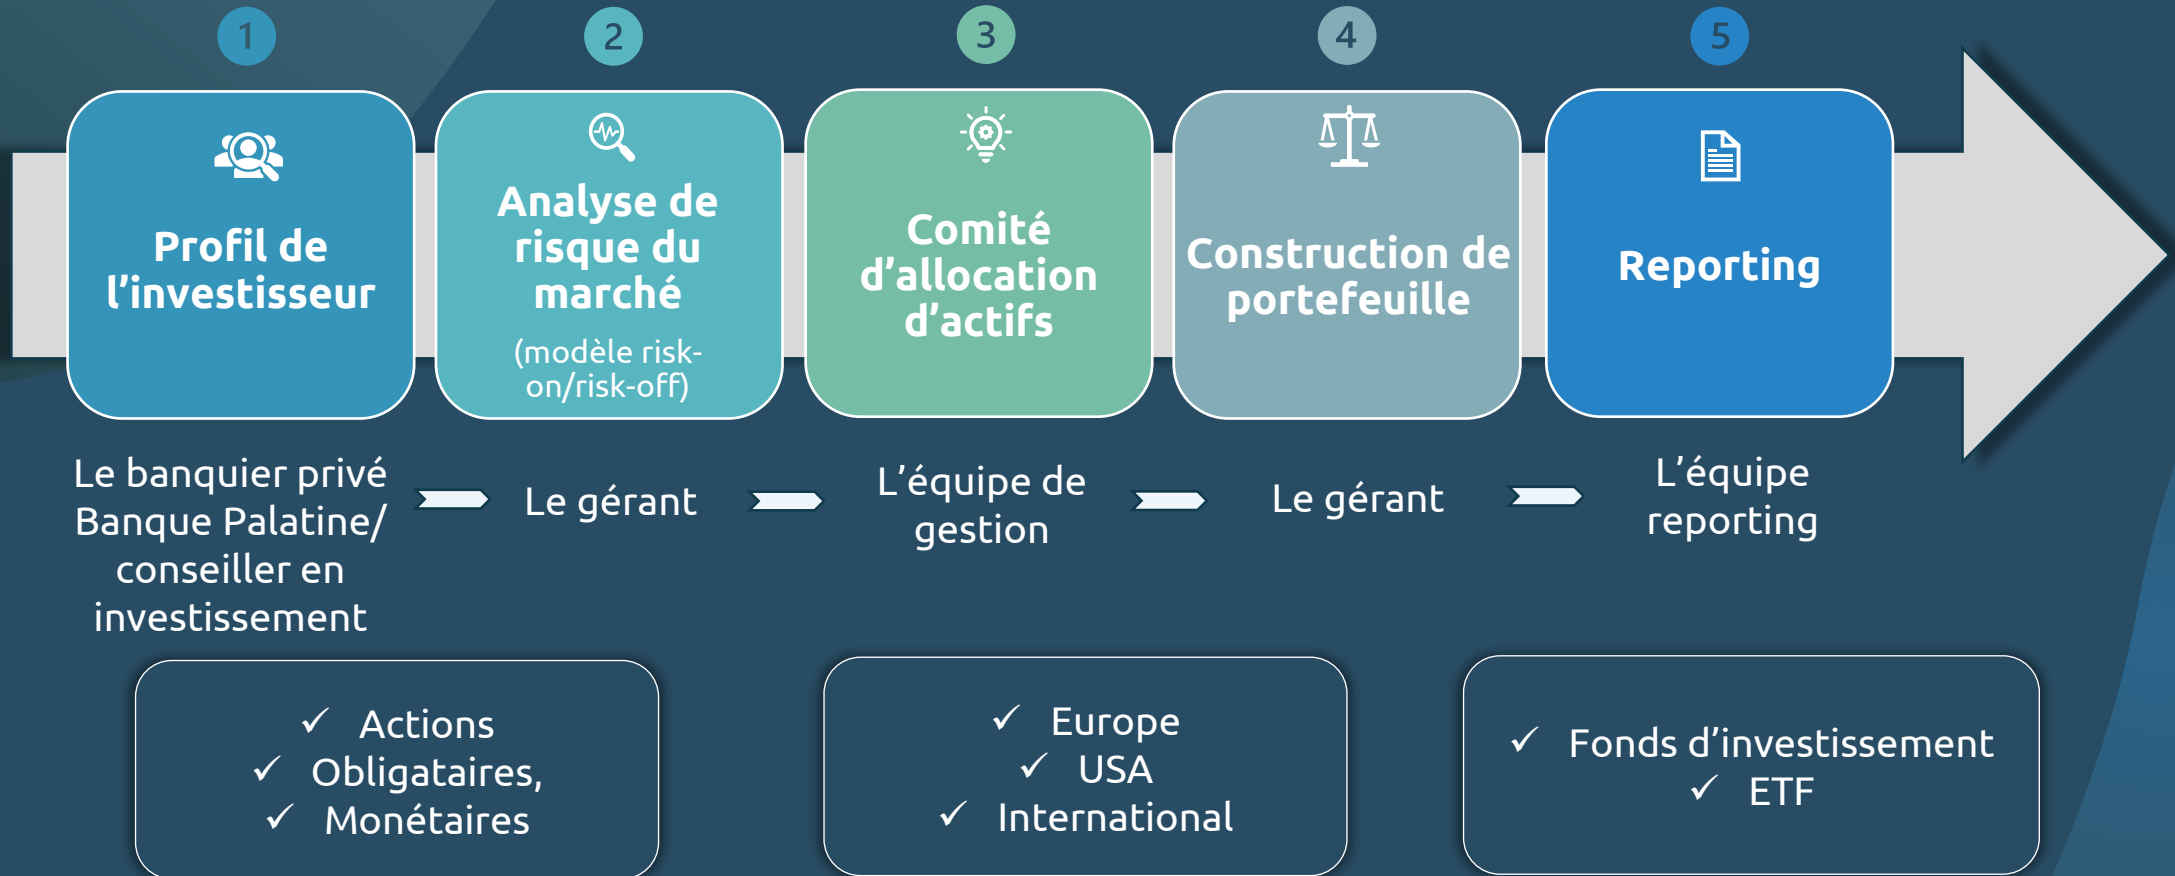 1
2
3
4
5
Profil de
l'investisseur
Analyse de
risque du
marché
(modèle risk-
on/risk-off)
Comité
d'allocation
d'actifs
Construction de
portefeuille
Reporting
Le banquier privé
Banque Palatine/
conseiller en
investissement
Le gérant
L'équipe de
gestion
Le gérant
L'équipe
reporting
✓ Actions
✓ Obligataires,
✓ Monétaires
✓ Europe
✓ USA
✓ International
✓ Fonds d'investissement
✓ ETF